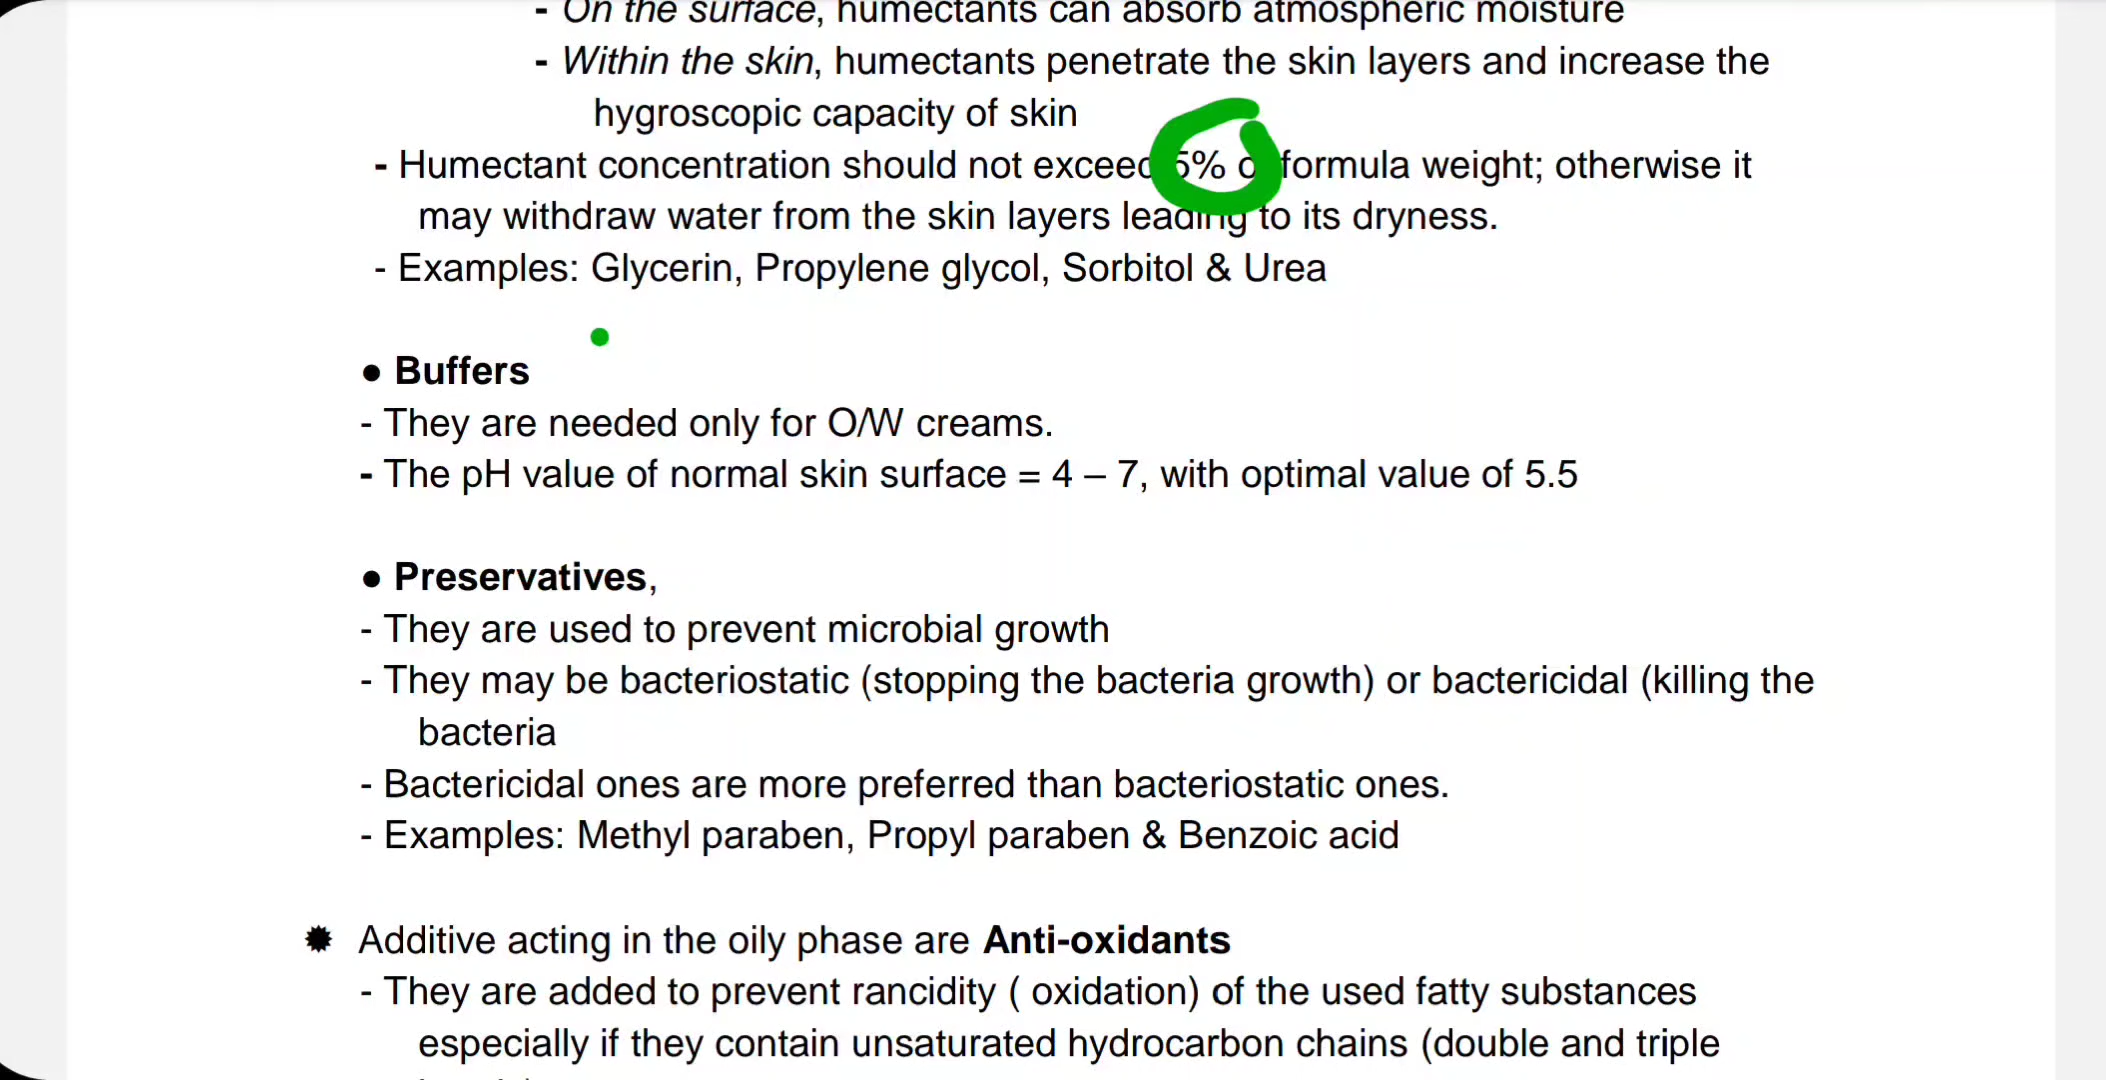 - On the surface, humectants can absorb atmospheric moisture
- Within the skin, humectants penetrate the skin layers and increase the
hygroscopic capacity of skin
- Humectant concentration should not exceed 5% of formula weight; otherwise it
may withdraw water from the skin layers leading to its dryness.
- Examples: Glycerin, Propylene glycol, Sorbitol & Urea
● Buffers
- They are needed only for O/W creams.
- The pH value of normal skin surface = 4 – 7, with optimal value of 5.5
● Preservatives,
- They are used to prevent microbial growth
- They may be bacteriostatic (stopping the bacteria growth) or bactericidal (killing the
bacteria
- Bactericidal ones are more preferred than bacteriostatic ones.
- Examples: Methyl paraben, Propyl paraben & Benzoic acid
✹ Additive acting in the oily phase are Anti-oxidants
- They are added to prevent rancidity ( oxidation) of the used fatty substances
especially if they contain unsaturated hydrocarbon chains (double and triple